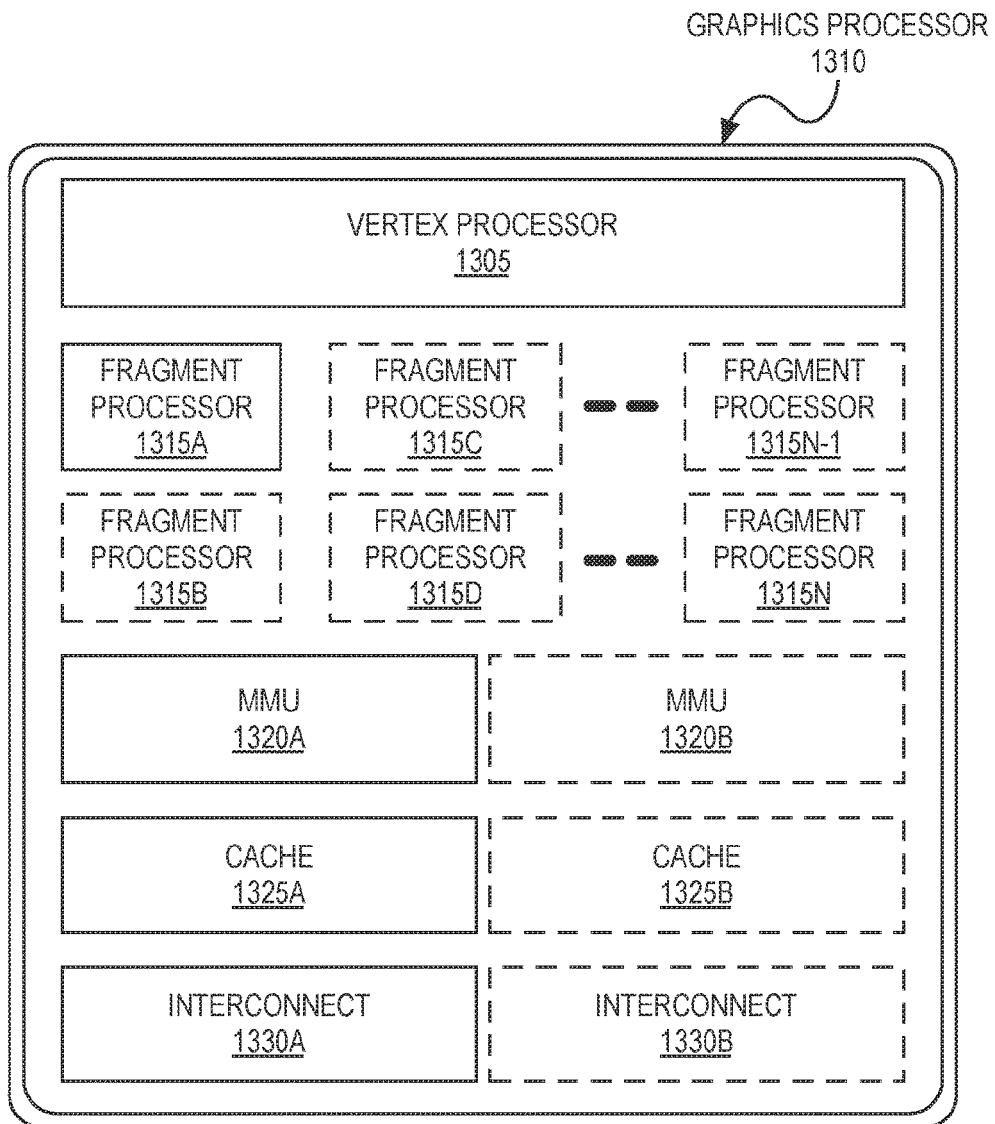 GRAPHICS PROCESSOR
1310
VERTEX PROCESSOR
1305
FRAGMENT
PROCESSOR
1315A
FRAGMENT
PROCESSOR
1315C
FRAGMENT
PROCESSOR
1315N-1
FRAGMENT
PROCESSOR
1315B
FRAGMENT
PROCESSOR
1315D
FRAGMENT
PROCESSOR
1315N
MMU
1320A
MMU
1320B
CACHE
1325A
CACHE
1325B
INTERCONNECT
1330A
INTERCONNECT
1330B